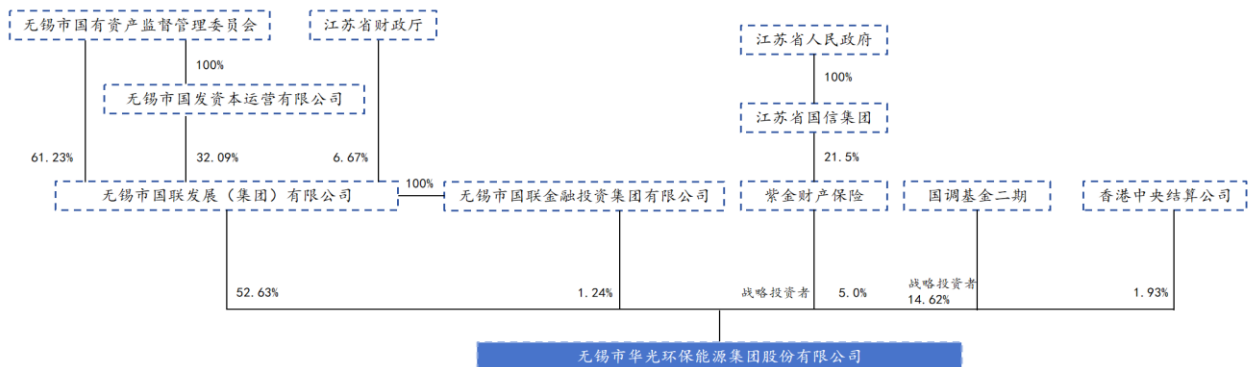 无锡市国有资产监督管理委员会
江苏省财政厅
江苏省人民政府
100%
100%
无锡市国发资本运营有限公司
江苏省国信集团
61.23%
32.09%
6.67%
21.5%
100%
无锡市国联发展（集团）有限公司
无锡市国联金融投资集团有限公司
紫金财产保险
国调基金二期
香港中央结算公司
52.63%
1.24%
战略投资者
5.0%
战略投资者
14.62%
1.93%
无锡市华光环保能源集团股份有限公司